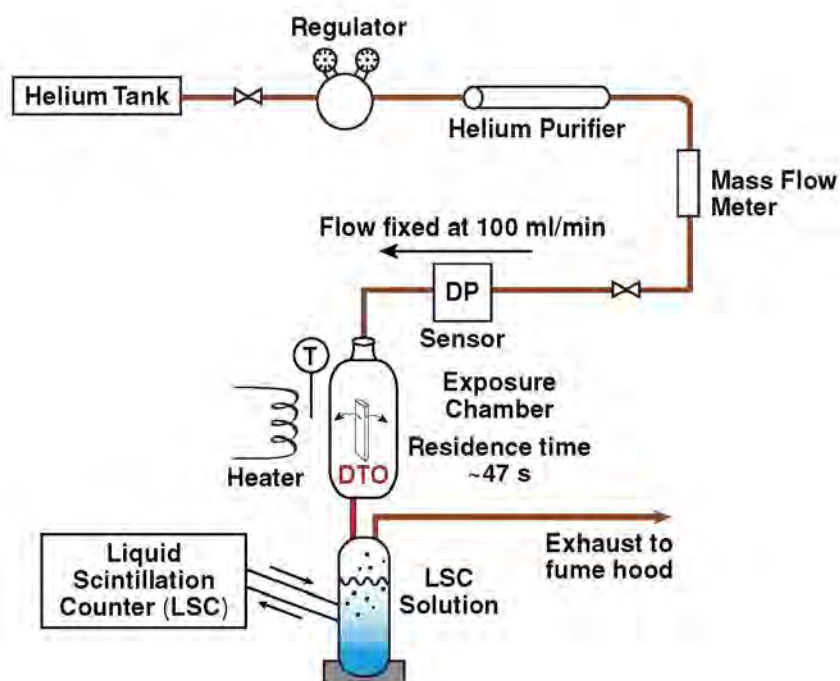 Regulator
Helium Tank
Helium Purifier
Mass Flow
Meter
Flow fixed at 100 ml/min
DP
Sensor
T
Exposure
Chamber
Residence time
~47 s
Heater
DTO
Exhaust to
fume hood
Liquid
Scintillation
Counter (LSC)
LSC
Solution